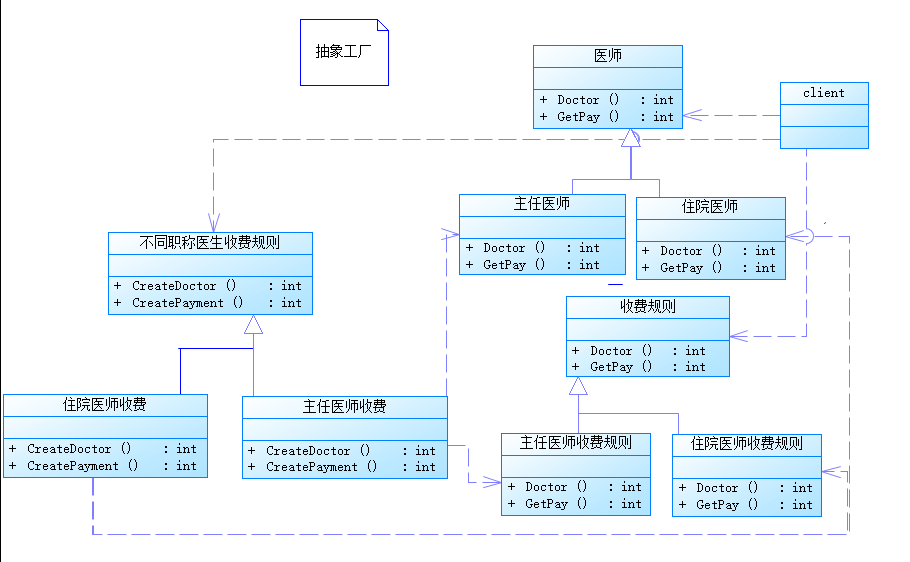 抽象工厂
医师
+ Doctor () : int
+ GetPay () : int
client
主任医师
+ Doctor () : int
+ GetPay () : int
住院医师
+ Doctor () : int
+ GetPay () : int
不同职称医生收费规则
+ CreateDoctor () : int
+ CreatePayment () : int
收费规则
+ Doctor () : int
+ GetPay () : int
住院医师收费
+ CreateDoctor () : int
+ CreatePayment () : int
主任医师收费
+ CreateDoctor () : int
+ CreatePayment () : int
主任医师收费规则
+ Doctor () : int
+ GetPay () : int
住院医师收费规则
+ Doctor () : int
+ GetPay () : int